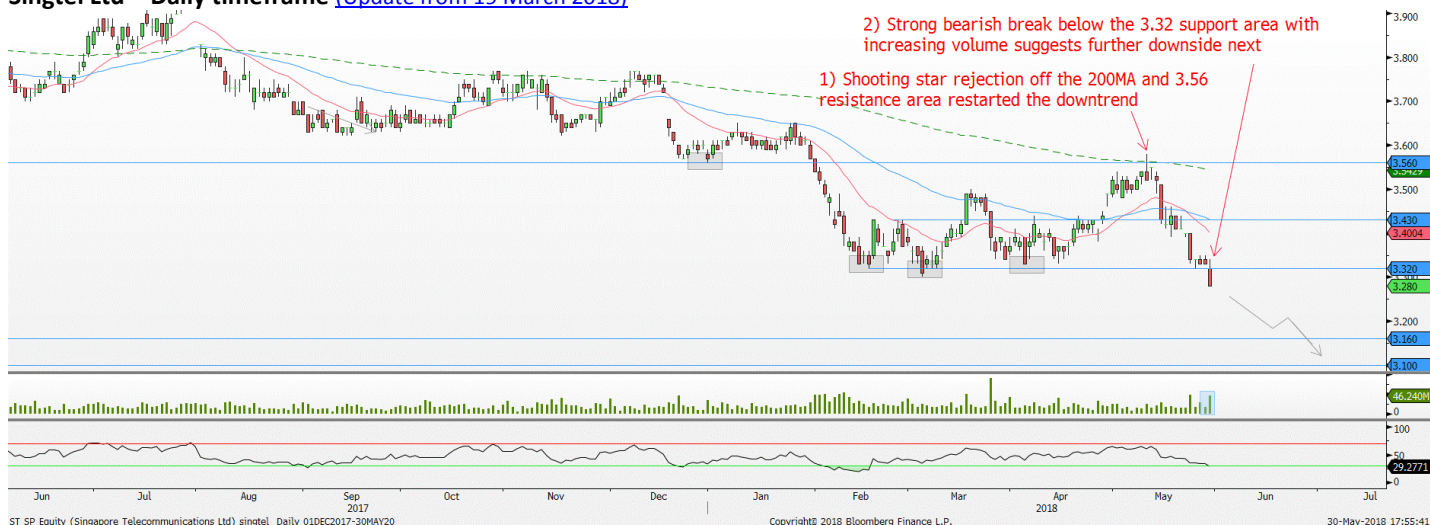 Singtel Ltd – Daily timeframe (Update from 19 March 2018)
2) Strong bearish break below the 3.32 support area with
increasing volume suggests further downside next
1) Shooting star rejection off the 200MA and 3.56
resistance area restarted the downtrend
3.900
3.800
3.700
3.600
3.560
3.5429
3.500
3.430
3.4004
3.320
3.300
3.280
3.200
3.160
3.100
46.240M
0
100
50
29.2771
0
Jun Jul Aug Sep Oct Nov Dec Jan Feb Mar Apr May Jun Jul
2017 2018
ST SP Equity (Singapore Telecommunications Ltd) singtel Daily 01DEC2017-30MAY20 Copyright© 2018 Bloomberg Finance L.P. 30-May-2018 17:55:41